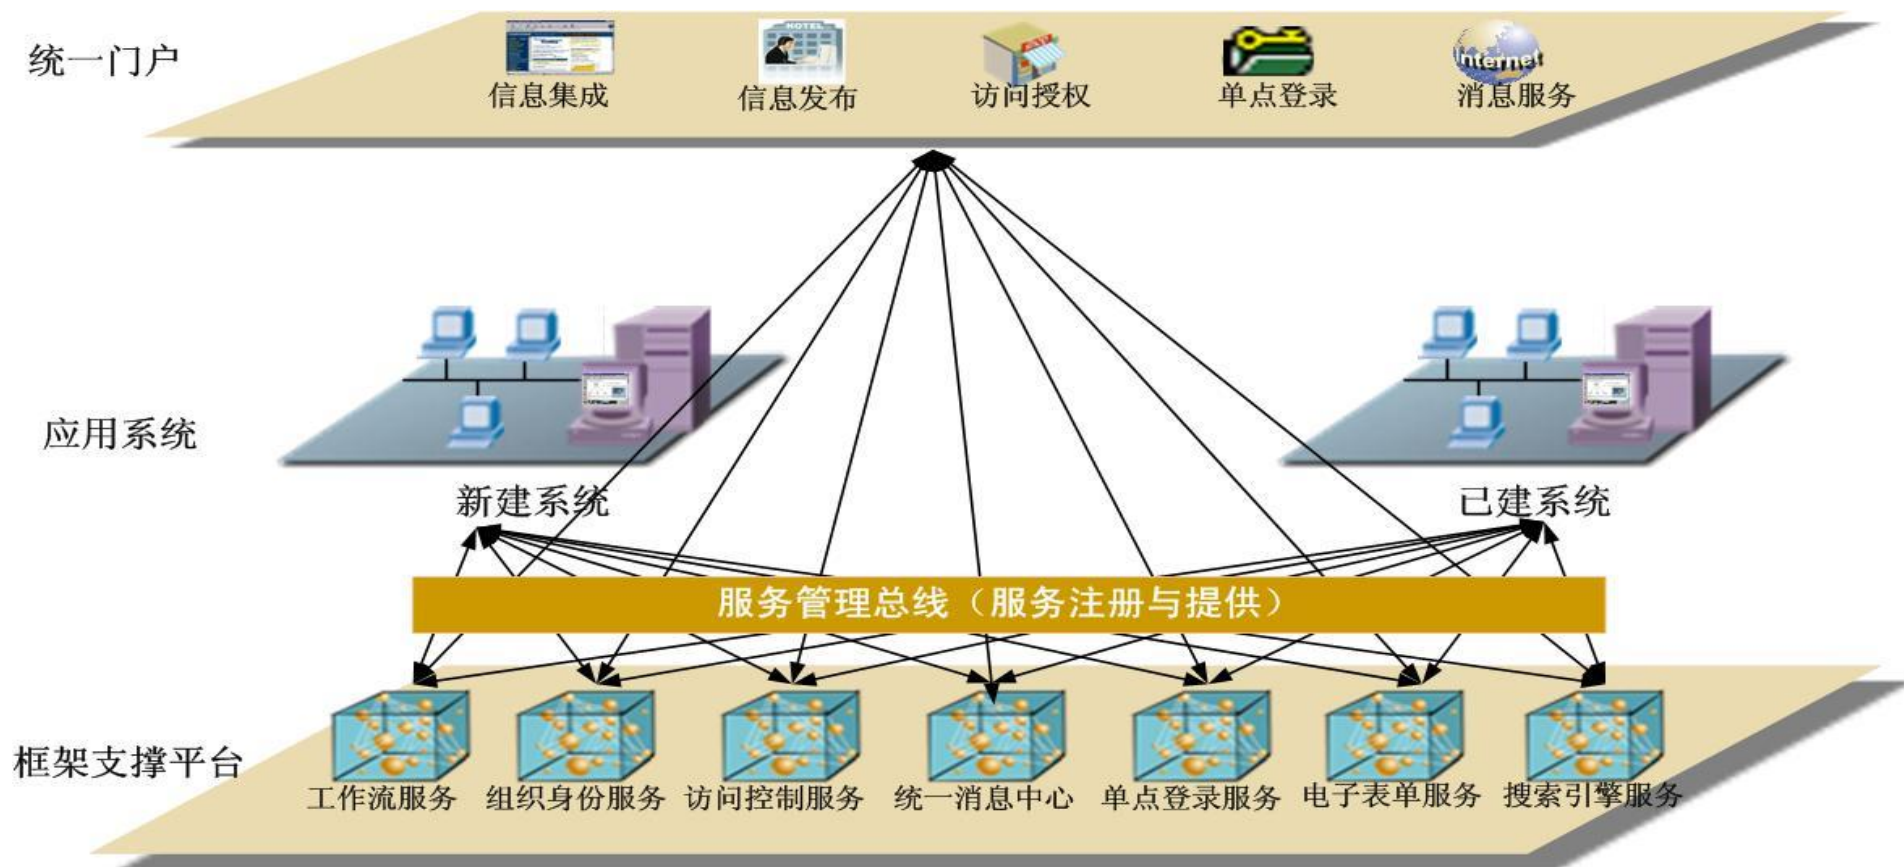 统一门户
HOTEL
Internet
信息集成
信息发布
访问授权
单点登录
消息服务
应用系统
新建系统
已建系统
服务管理总线（服务注册与提供）
框架支撑平台
工作流服务
组织身份服务
访问控制服务
统一消息中心
单点登录服务
电子表单服务
搜索引擎服务